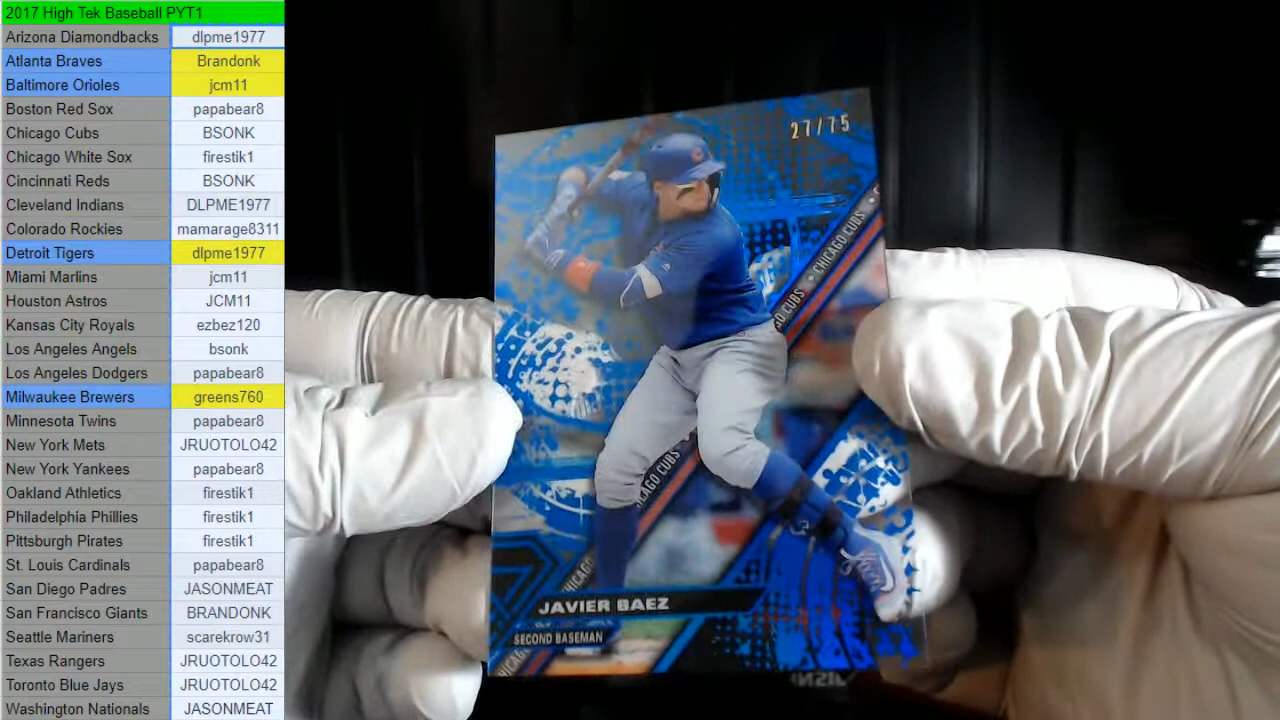 2017 High Tek Baseball PYT1
Arizona Diamondbacks dlpme1977
Atlanta Braves Brandonk
Baltimore Orioles jcm11
Boston Red Sox papabear8
Chicago Cubs BSONK
Chicago White Sox firestik1
Cincinnati Reds BSONK
Cleveland Indians DLPME1977
Colorado Rockies mamarage8311
Detroit Tigers dlpme1977
Miami Marlins jcm11
Houston Astros JCM11
Kansas City Royals ezbez120
Los Angeles Angels bsonk
Los Angeles Dodgers papabear8
Milwaukee Brewers greens760
Minnesota Twins papabear8
New York Mets JRUOTOLO42
New York Yankees papabear8
Oakland Athletics firestik1
Philadelphia Phillies firestik1
Pittsburgh Pirates firestik1
St. Louis Cardinals papabear8
San Diego Padres JASONMEAT
San Francisco Giants BRANDONK
Seattle Mariners scarekrow31
Texas Rangers JRUOTOLO42
Toronto Blue Jays JRUOTOLO42
Washington Nationals JASONMEAT
27/75
CHICAGO CUBS
GO CUBS
CHICAGO CUBS
CHICAGO
JAVIER BAEZ
SECOND BASEMAN